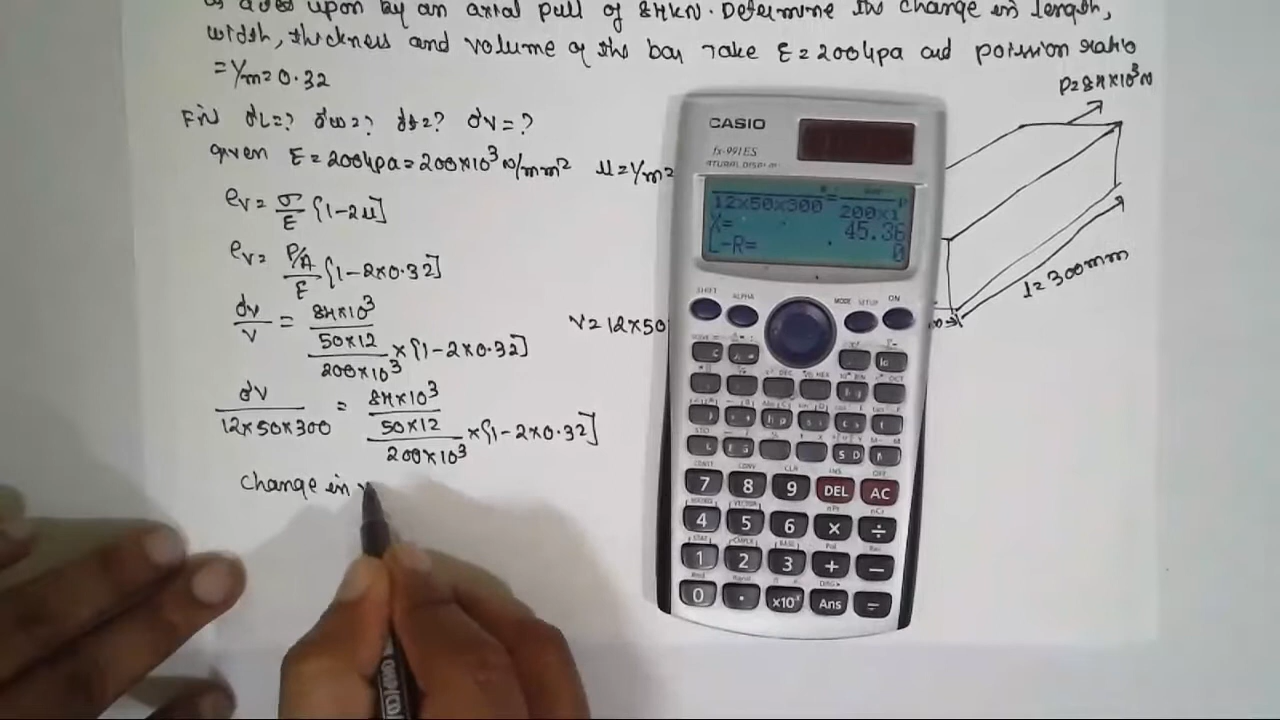 is acted upon by an axial pull of 84kN. Determine the change in length,
width, thickness and volume of the bar Take E=200Gpa and poission ratio
=1/m=0.32
P=84×10³N
Find δL=? δw=? δt=? δV=?
given E=200Gpa=200×10³N/mm² μ=1/m=
eᵥ= σ/E [1-2μ]
eᵥ= P/A/E [1-2×0.32]
δv/v = 84×10³/50×12/200×10³ ×[1-2×0.32]
V=12×50
l=300mm
δv/12×50×300 = 84×10³/50×12/200×10³ ×[1-2×0.32]
Change in v
CASIO
fx-991ES
12×50×300 = 200×1
X= 45.36
L-R= 0
SHIFT ALPHA MODE SETUP ON
7 8 9 DEL AC
4 5 6 × ÷
1 2 3 + −
0 . ×10ˣ Ans =